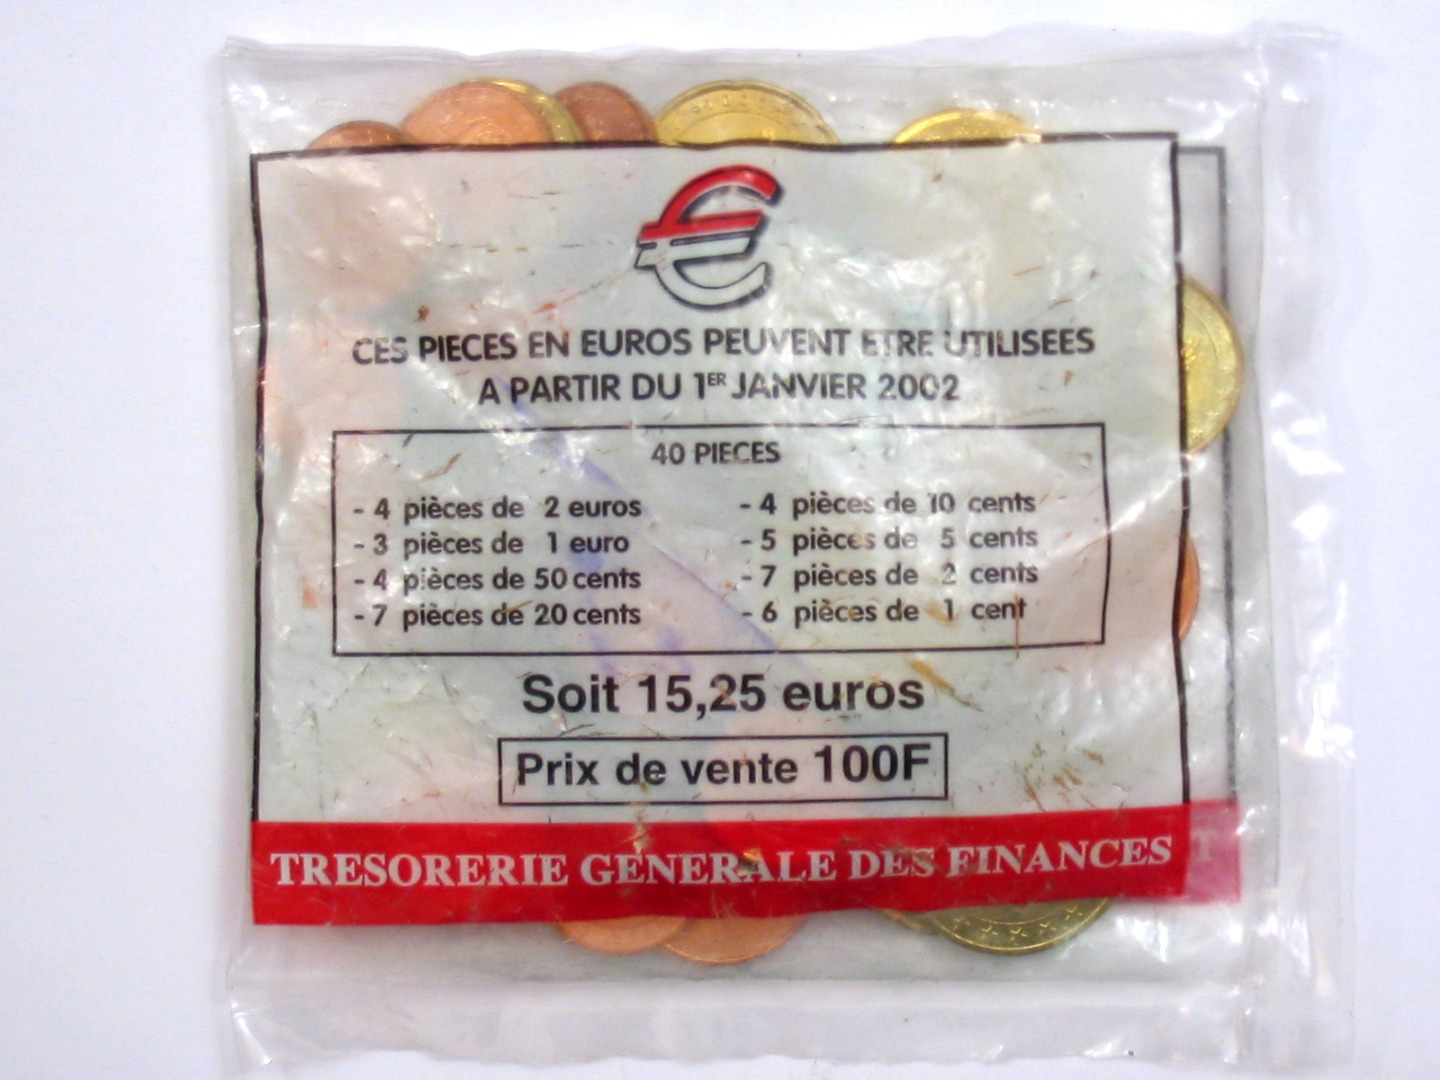 CES PIECES EN EUROS PEUVENT ETRE UTILISEES
A PARTIR DU 1ER JANVIER 2002
40 PIECES
- 4 pièces de 2 euros
- 3 pièces de 1 euro
- 4 pièces de 50 cents
- 7 pièces de 20 cents
- 4 pièces de 10 cents
- 5 pièces de 5 cents
- 7 pièces de 2 cents
- 6 pièces de 1 cent
Soit 15,25 euros
Prix de vente 100F
TRESORERIE GENERALE DES FINANCES T